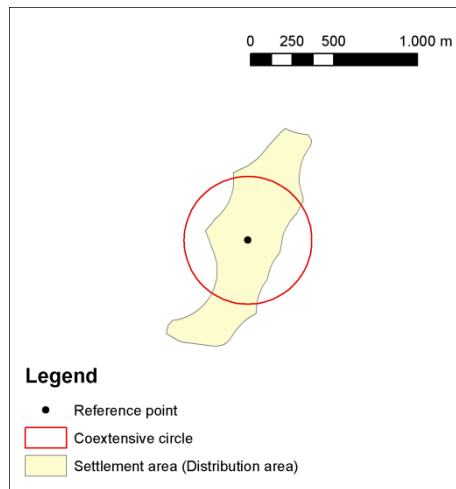 0 250 500 1.000 m
Legend
Reference point
Coextensive circle
Settlement area (Distribution area)